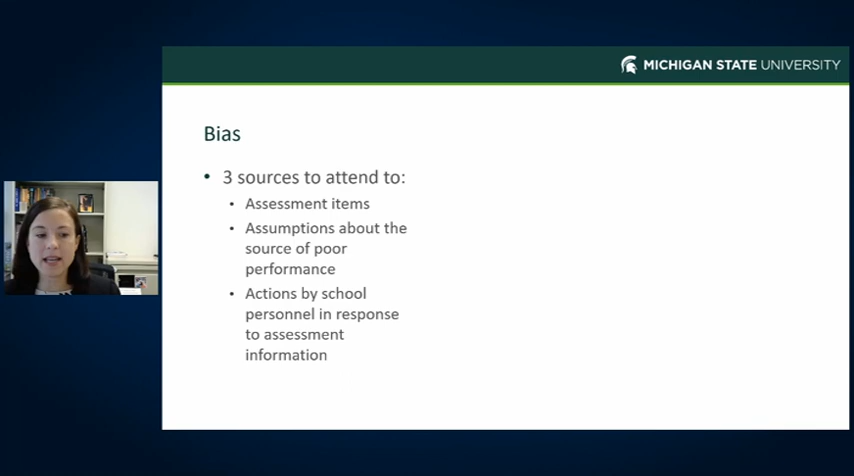 MICHIGAN STATE UNIVERSITY
Bias
• 3 sources to attend to:
• Assessment items
• Assumptions about the
source of poor
performance
• Actions by school
personnel in response
to assessment
information